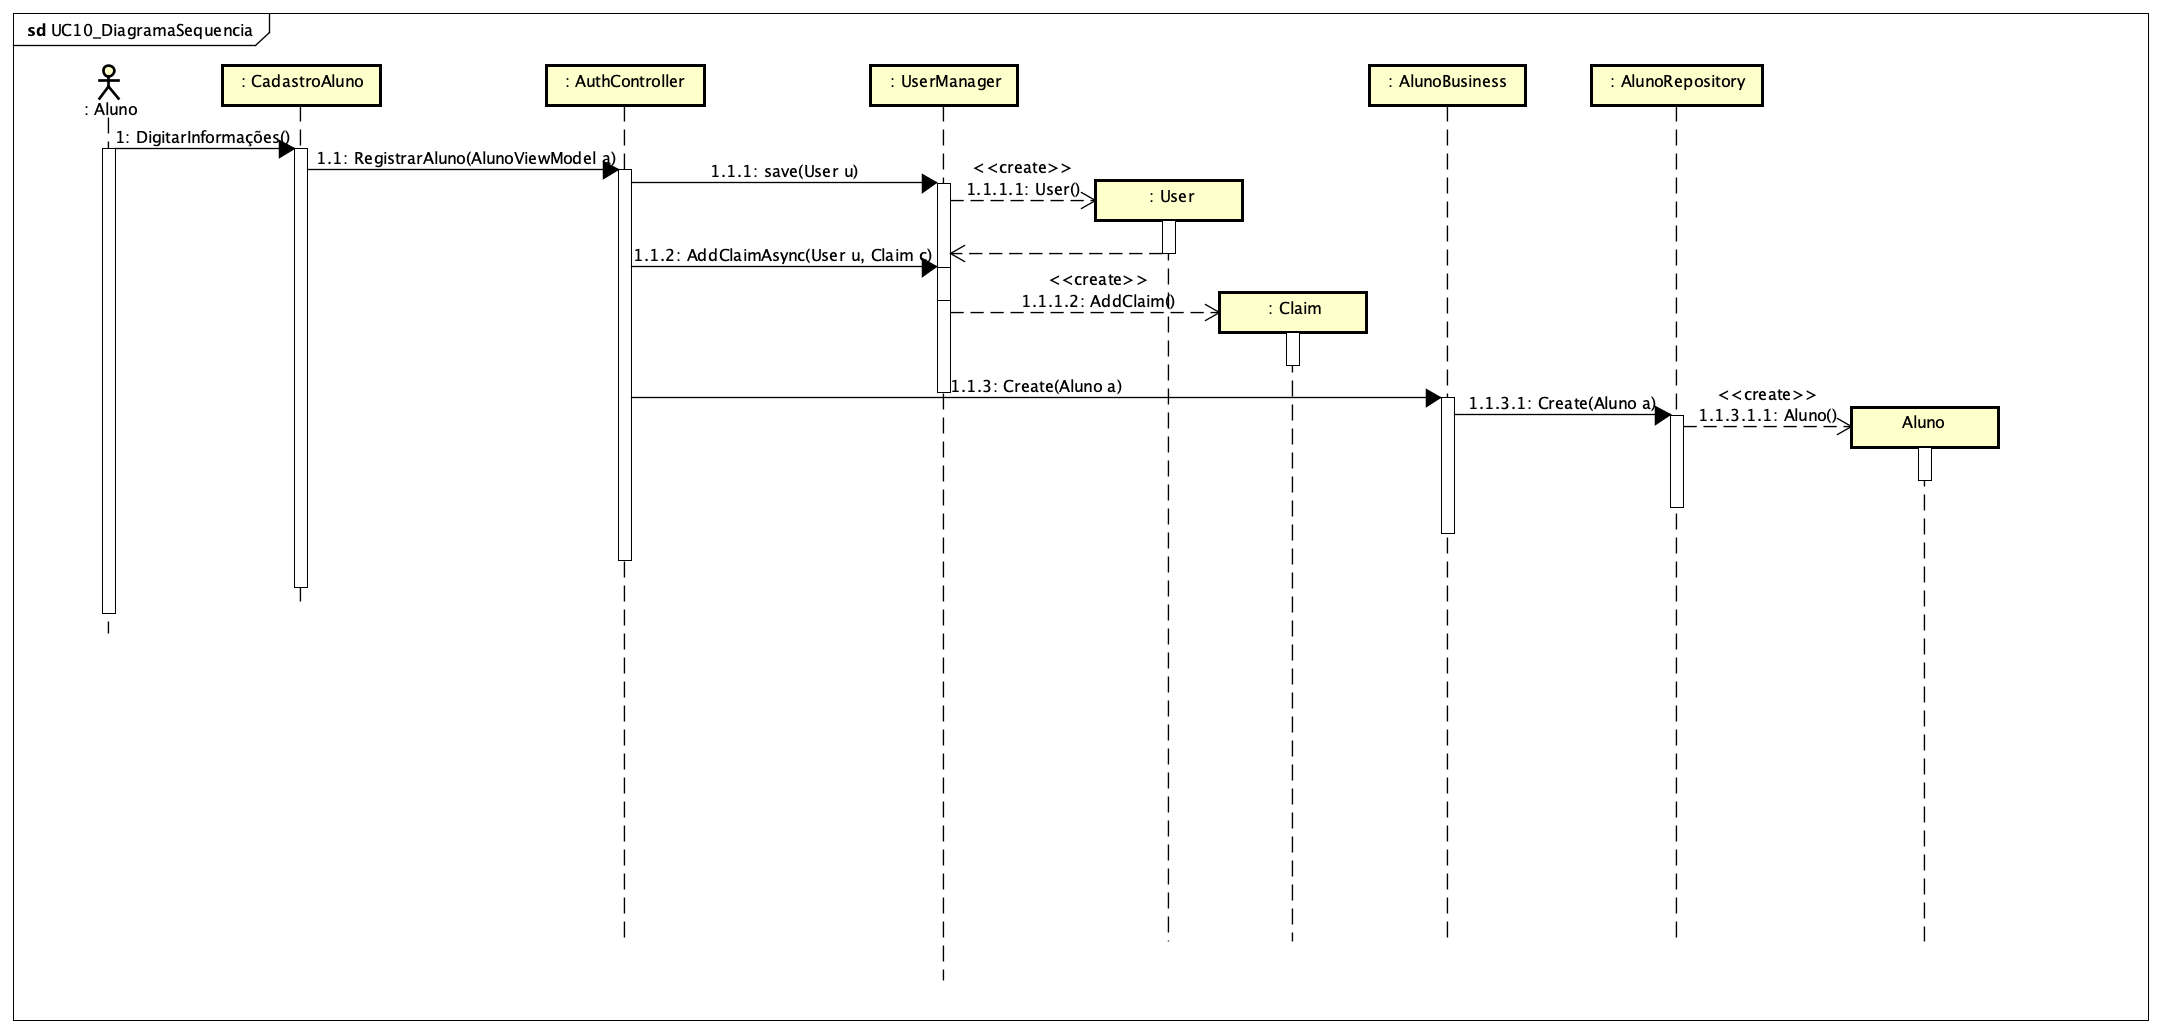 sd UC10_DiagramaSequencia
: Aluno
: CadastroAluno
: AuthController
: UserManager
: AlunoBusiness
: AlunoRepository
1: DigitarInformações()
1.1: RegistrarAluno(AlunoViewModel a)
1.1.1: save(User u)
<<create>>
1.1.1.1: User()
: User
1.1.2: AddClaimAsync(User u, Claim c)
<<create>>
1.1.1.2: AddClaim()
: Claim
1.1.3: Create(Aluno a)
1.1.3.1: Create(Aluno a)
<<create>>
1.1.3.1.1: Aluno()
Aluno